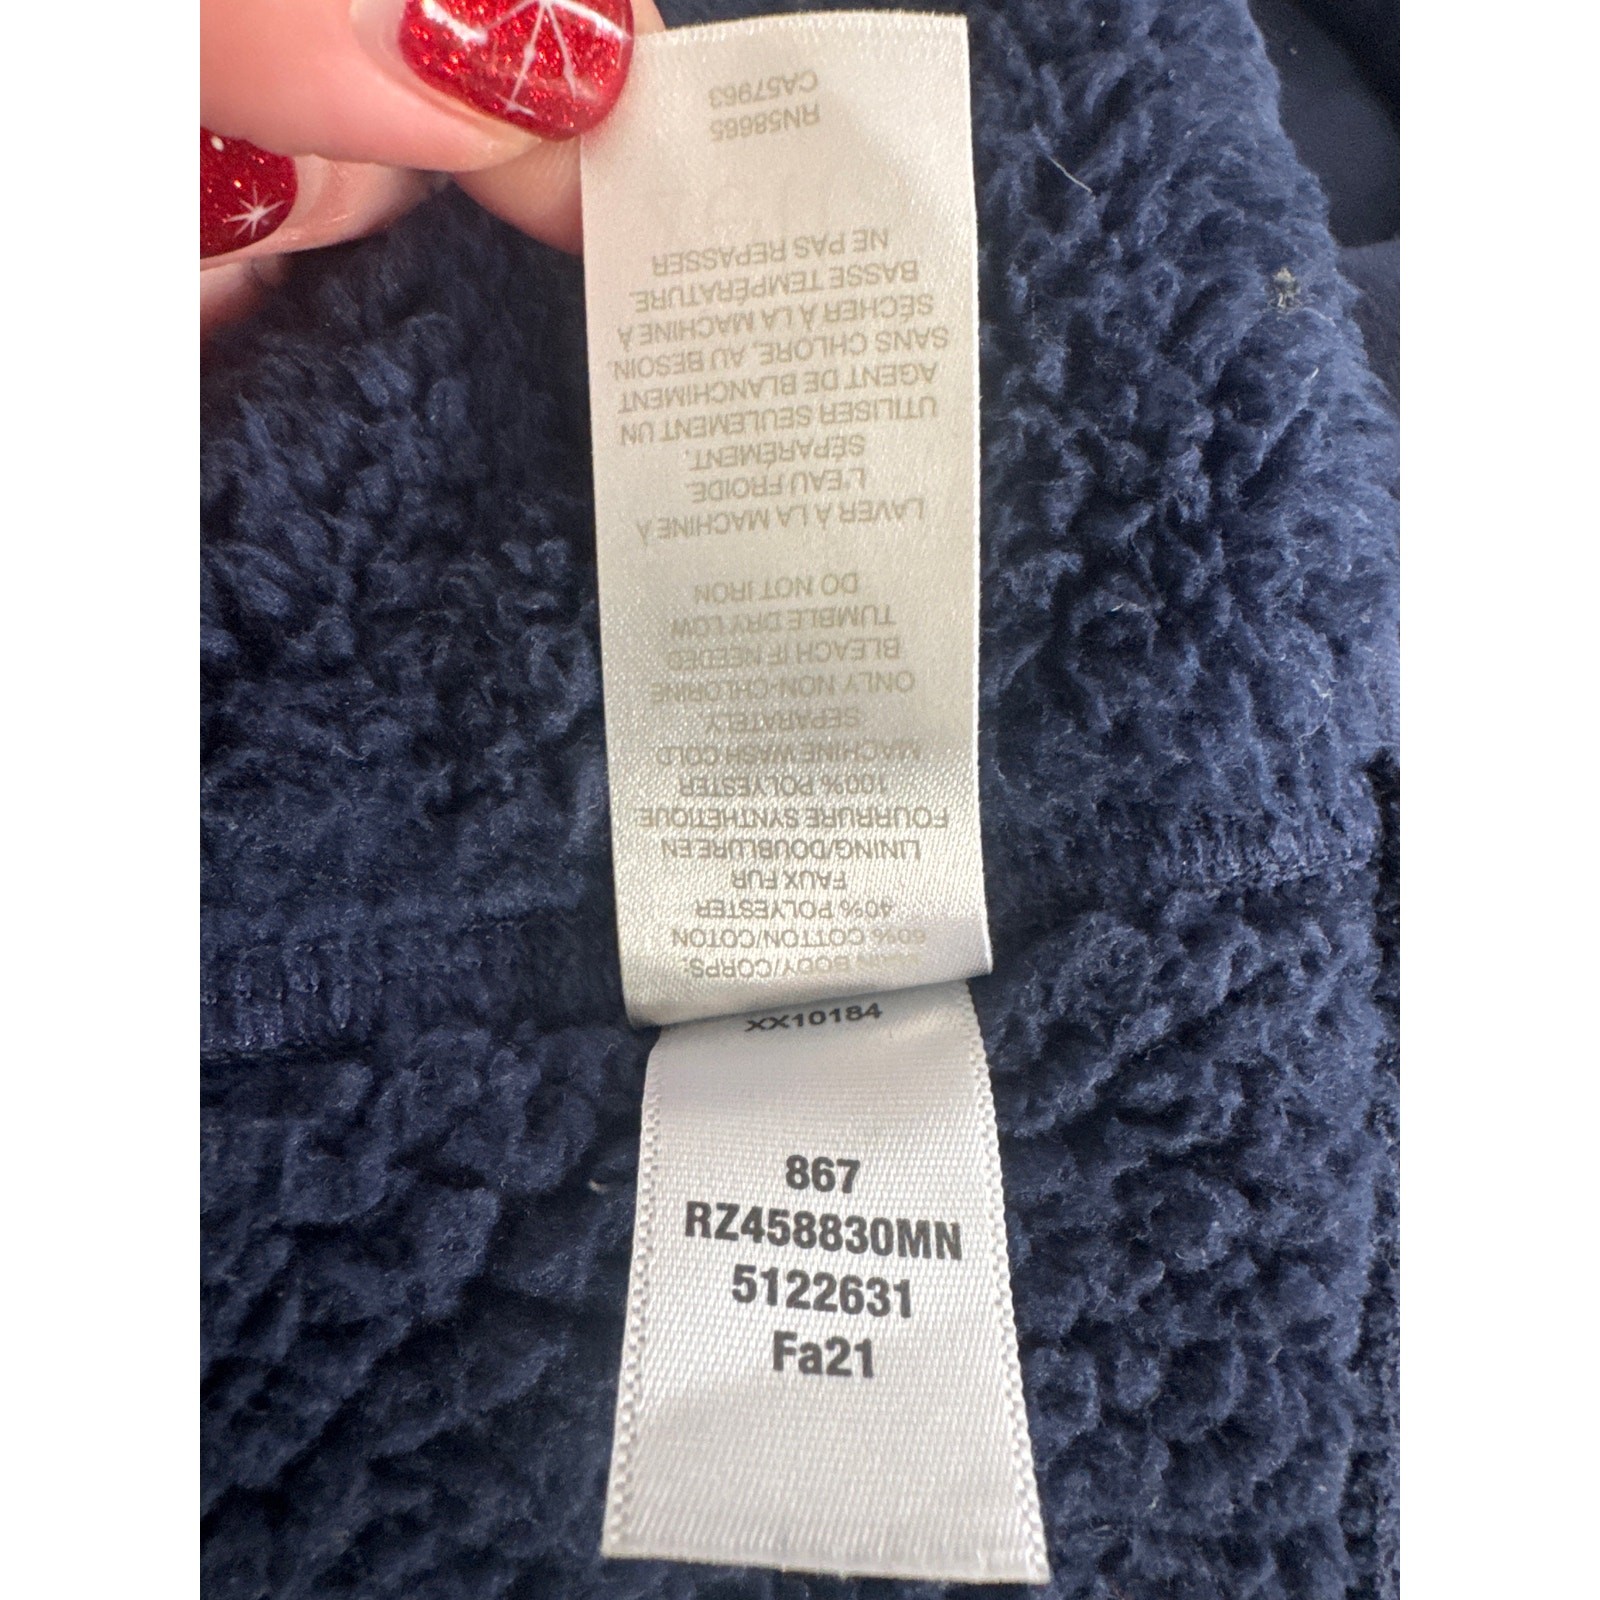 BODY/CORPS:
60% COTTON/COTON
40% POLYESTER
FAUX FUR
LINING/DOUBLURE EN
FOURRURE SYNTHETIQUE
100% POLYESTER
MACHINE WASH COLD
SEPARATELY.
ONLY NON-CHLORINE
BLEACH IF NEEDED
TUMBLE DRY LOW
DO NOT IRON
LAVER À LA MACHINE À
L'EAU FROIDE.
SÉPARÉMENT.
UTILISER SEULEMENT UN
AGENT DE BLANCHIMENT
SANS CHLORE, AU BESOIN.
SÉCHER À LA MACHINE À
BASSE TEMPÉRATURE.
NE PAS REPASSER
RN58665
CA57963
XX10184
867
RZ458830MN
5122631
Fa21